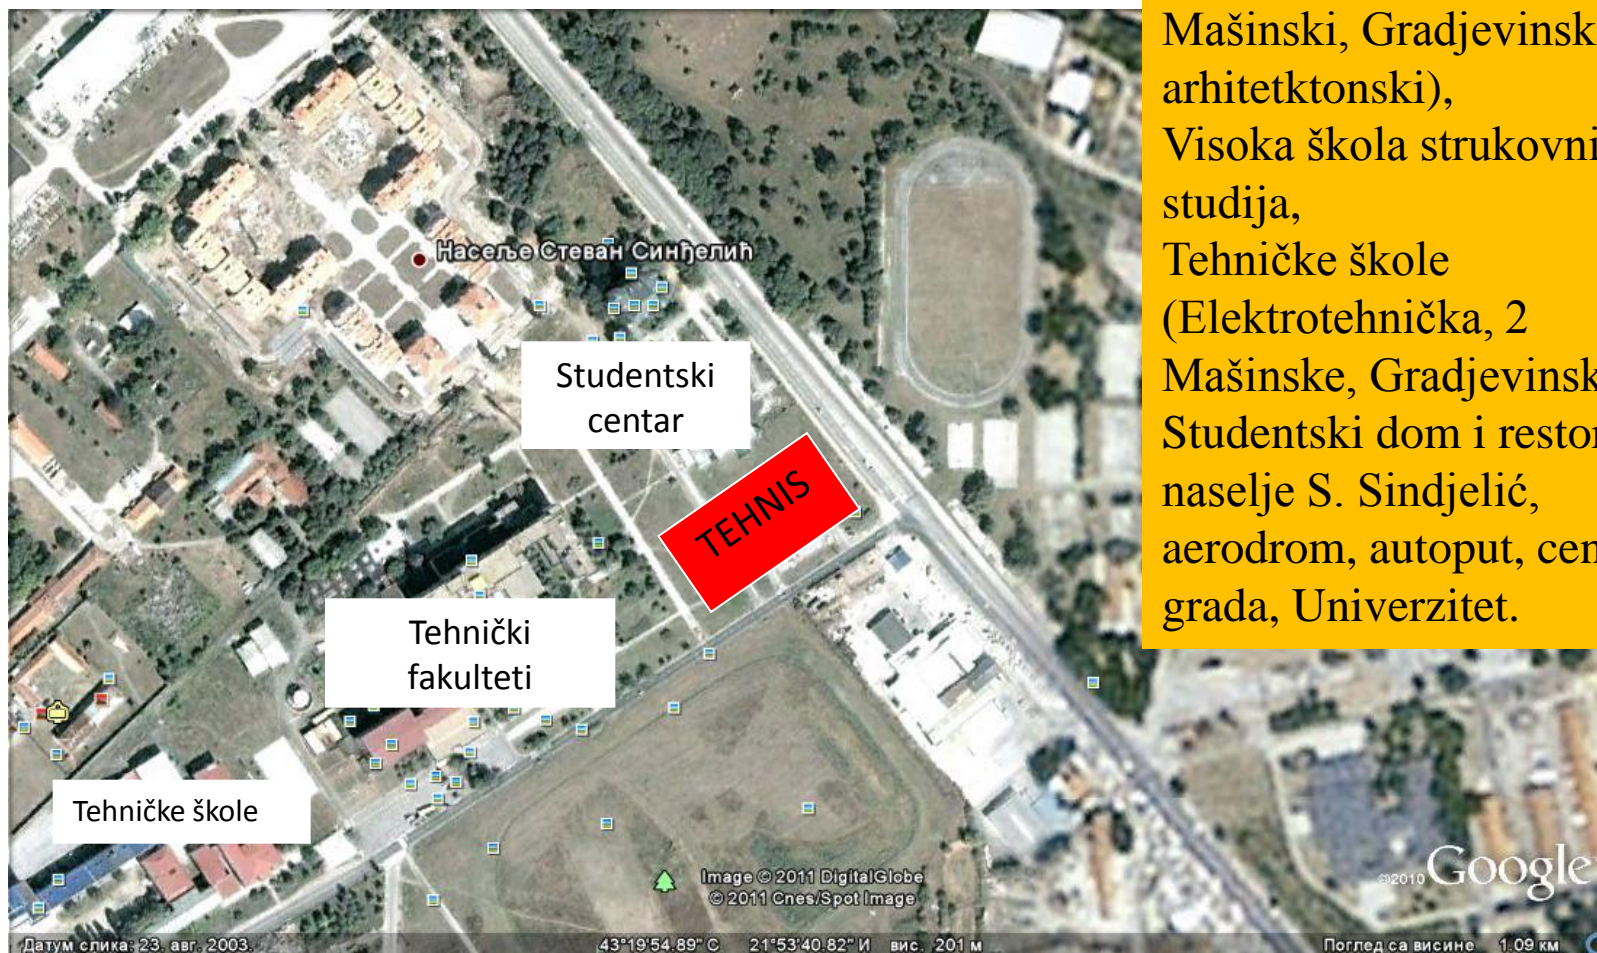 Mašinski, Gradjevinsk
arhitetktonski),
Visoka škola strukovni
studija,
Tehničke škole
(Elektrotehnička, 2
Mašinske, Gradjevinsk
Studentski dom i restor
naselje S. Sindjelić,
aerodrom, autoput, cen
grada, Univerzitet.
Насеље Стеван Синђелић
Studentski
centar
TEHNIS
Tehnički
fakulteti
Tehničke škole
Image © 2011 DigitalGlobe
© 2011 Cnes/Spot Image
©2010 Google
Датум слика: 23. авг. 2003.
43°19'54.89" С 21°53'40.82" И вис. 201 м
Поглед са висине 1.09 км